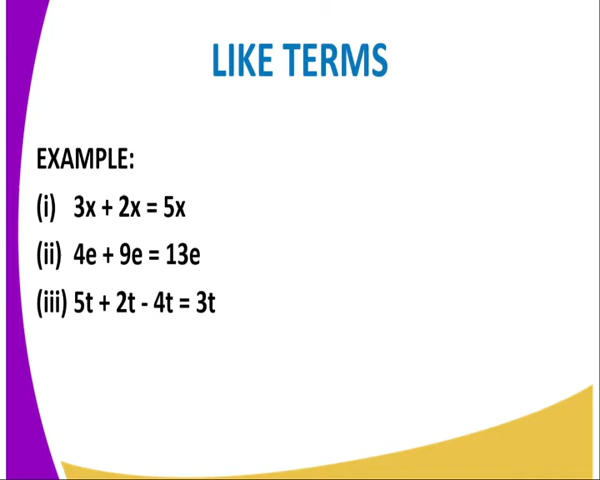 LIKE TERMS
EXAMPLE:
(i) 3x + 2x = 5x
(ii) 4e + 9e = 13e
(iii) 5t + 2t - 4t = 3t